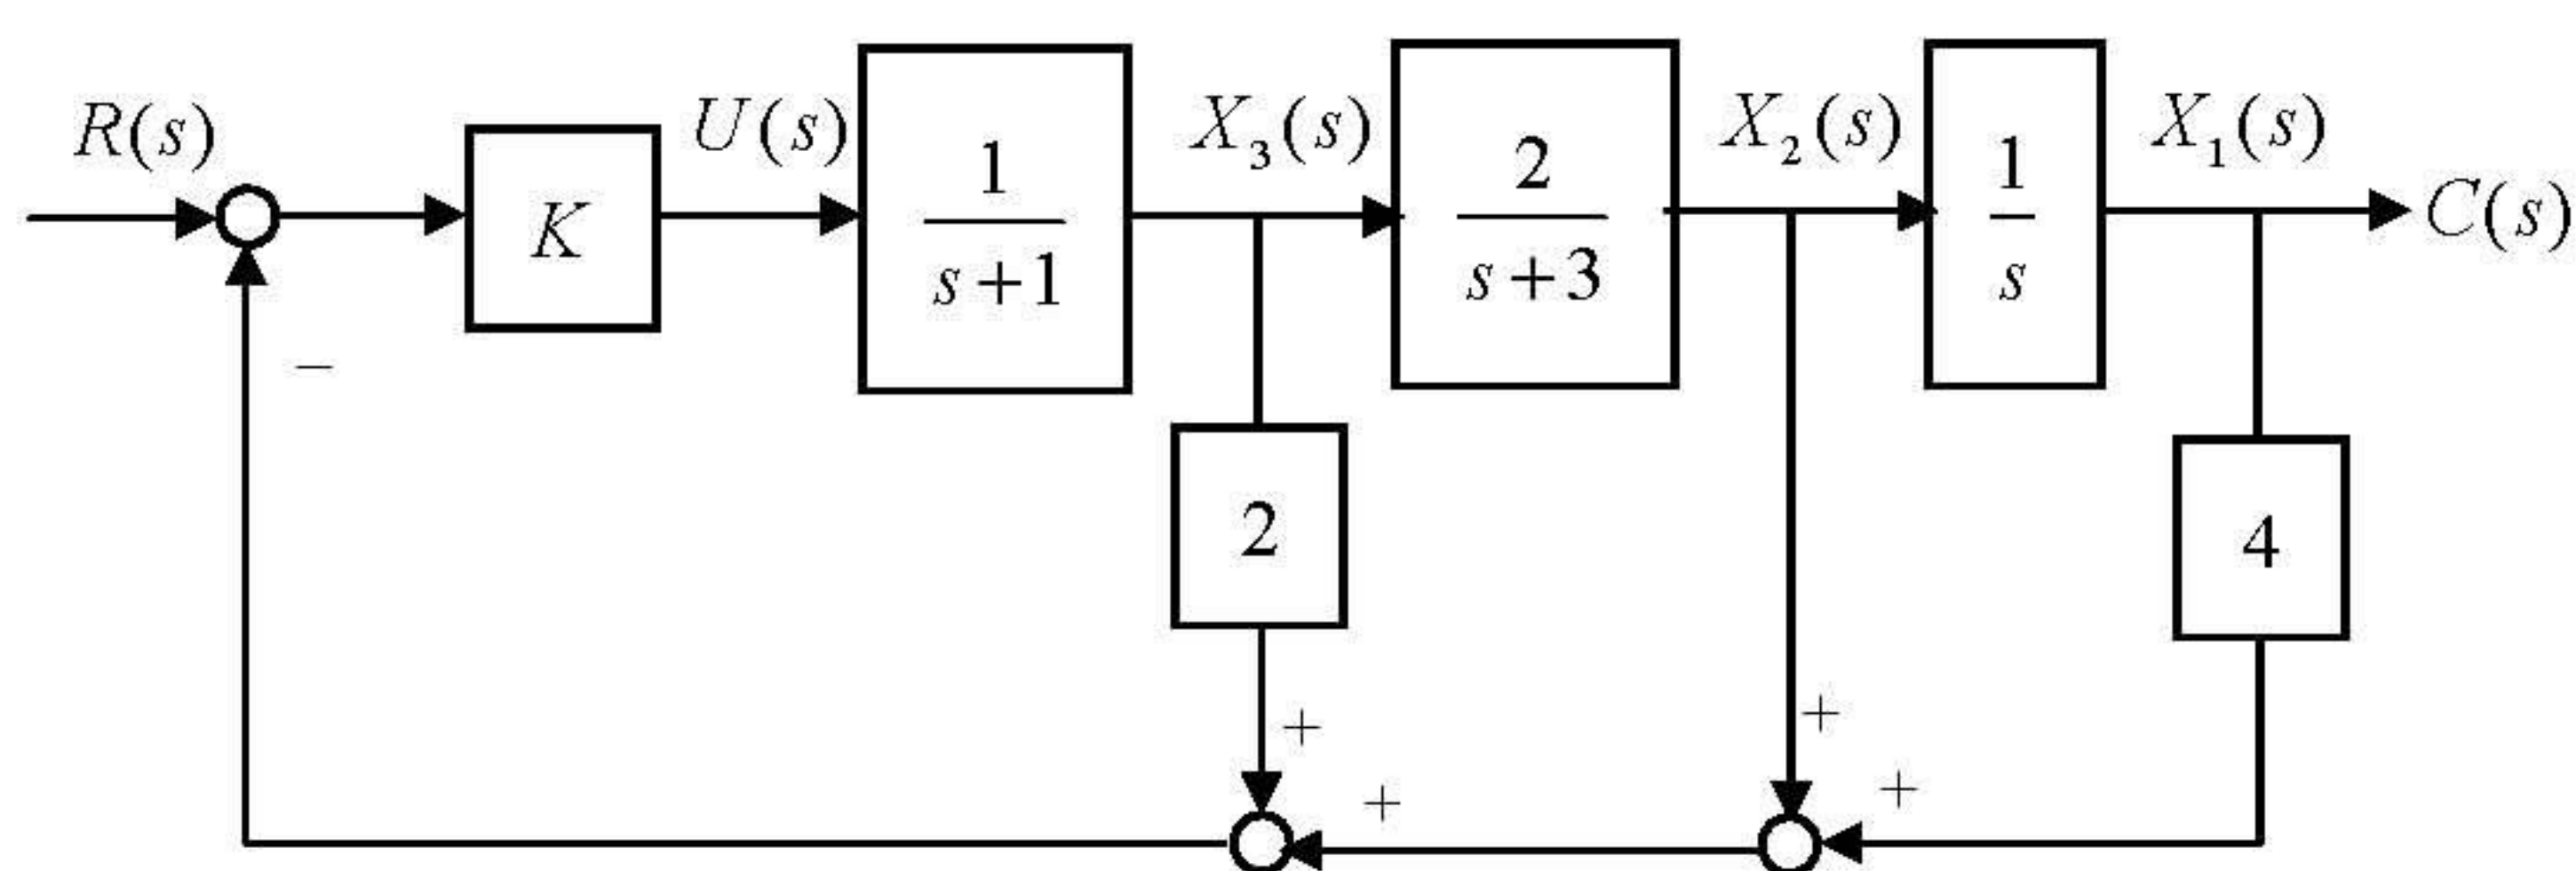 R(s)
K
U(s)
1
s+1
X₃(s)
2
s+3
X₂(s)
1
s
X₁(s)
C(s)
−
2
4
+
+
+
+